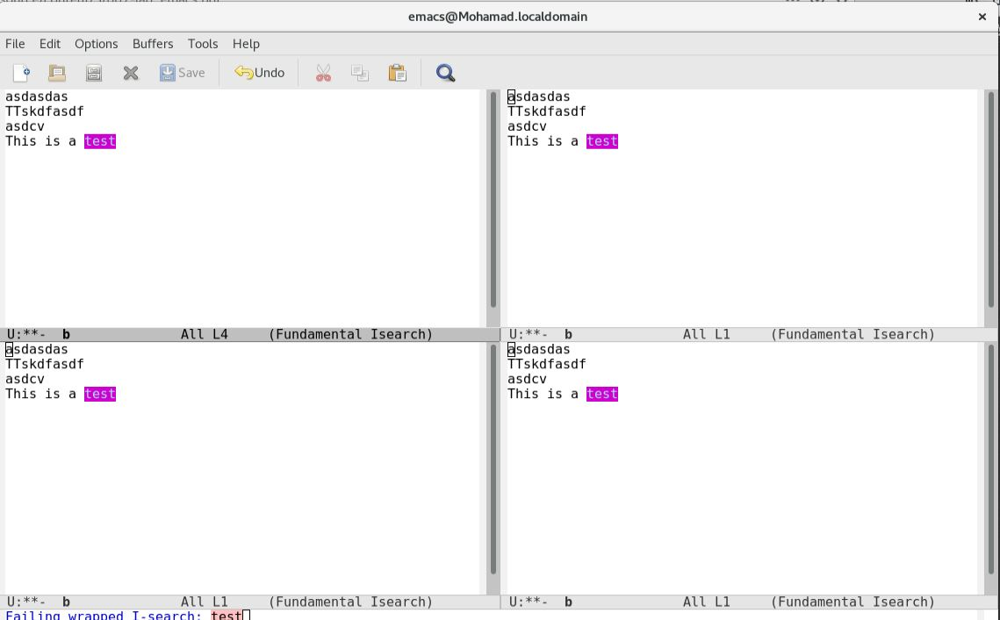 emacs@Mohamad.localdomain
File Edit Options Buffers Tools Help
Save Undo
asdasdas
TTskdfasdf
asdcv
This is a test
U:**- b All L4 (Fundamental Isearch)
asdasdas
TTskdfasdf
asdcv
This is a test
U:**- b All L1 (Fundamental Isearch)
asdasdas
TTskdfasdf
asdcv
This is a test
U:**- b All L1 (Fundamental Isearch)
asdasdas
TTskdfasdf
asdcv
This is a test
U:**- b All L1 (Fundamental Isearch)
Failing wrapped I-search: test